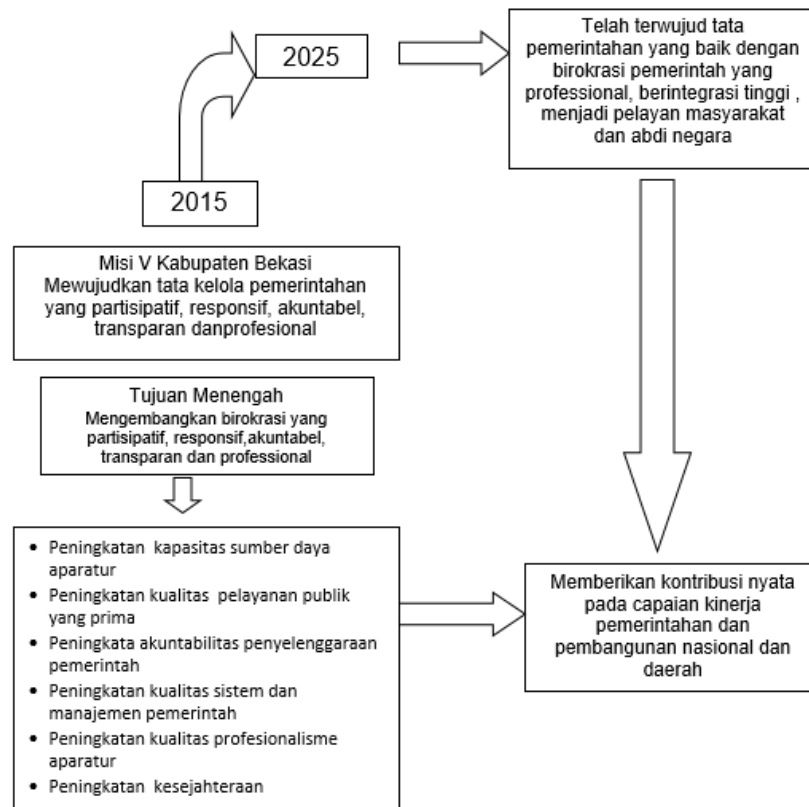 2025
Telah terwujud tata
pemerintahan yang baik dengan
birokrasi pemerintah yang
professional, berintegrasi tinggi ,
menjadi pelayan masyarakat
dan abdi negara
2015
Misi V Kabupaten Bekasi
Mewujudkan tata kelola pemerintahan
yang partisipatif, responsif, akuntabel,
transparan danprofesional
Tujuan Menengah
Mengembangkan birokrasi yang
partisipatif, responsif,akuntabel,
transparan dan professional
• Peningkatan kapasitas sumber daya
aparatur
• Peningkatan kualitas pelayanan publik
yang prima
• Peningkata akuntabilitas penyelenggaraan
pemerintah
• Peningkatan kualitas sistem dan
manajemen pemerintah
• Peningkatan kualitas profesionalisme
aparatur
• Peningkatan kesejahteraan
Memberikan kontribusi nyata
pada capaian kinerja
pemerintahan dan
pembangunan nasional dan
daerah